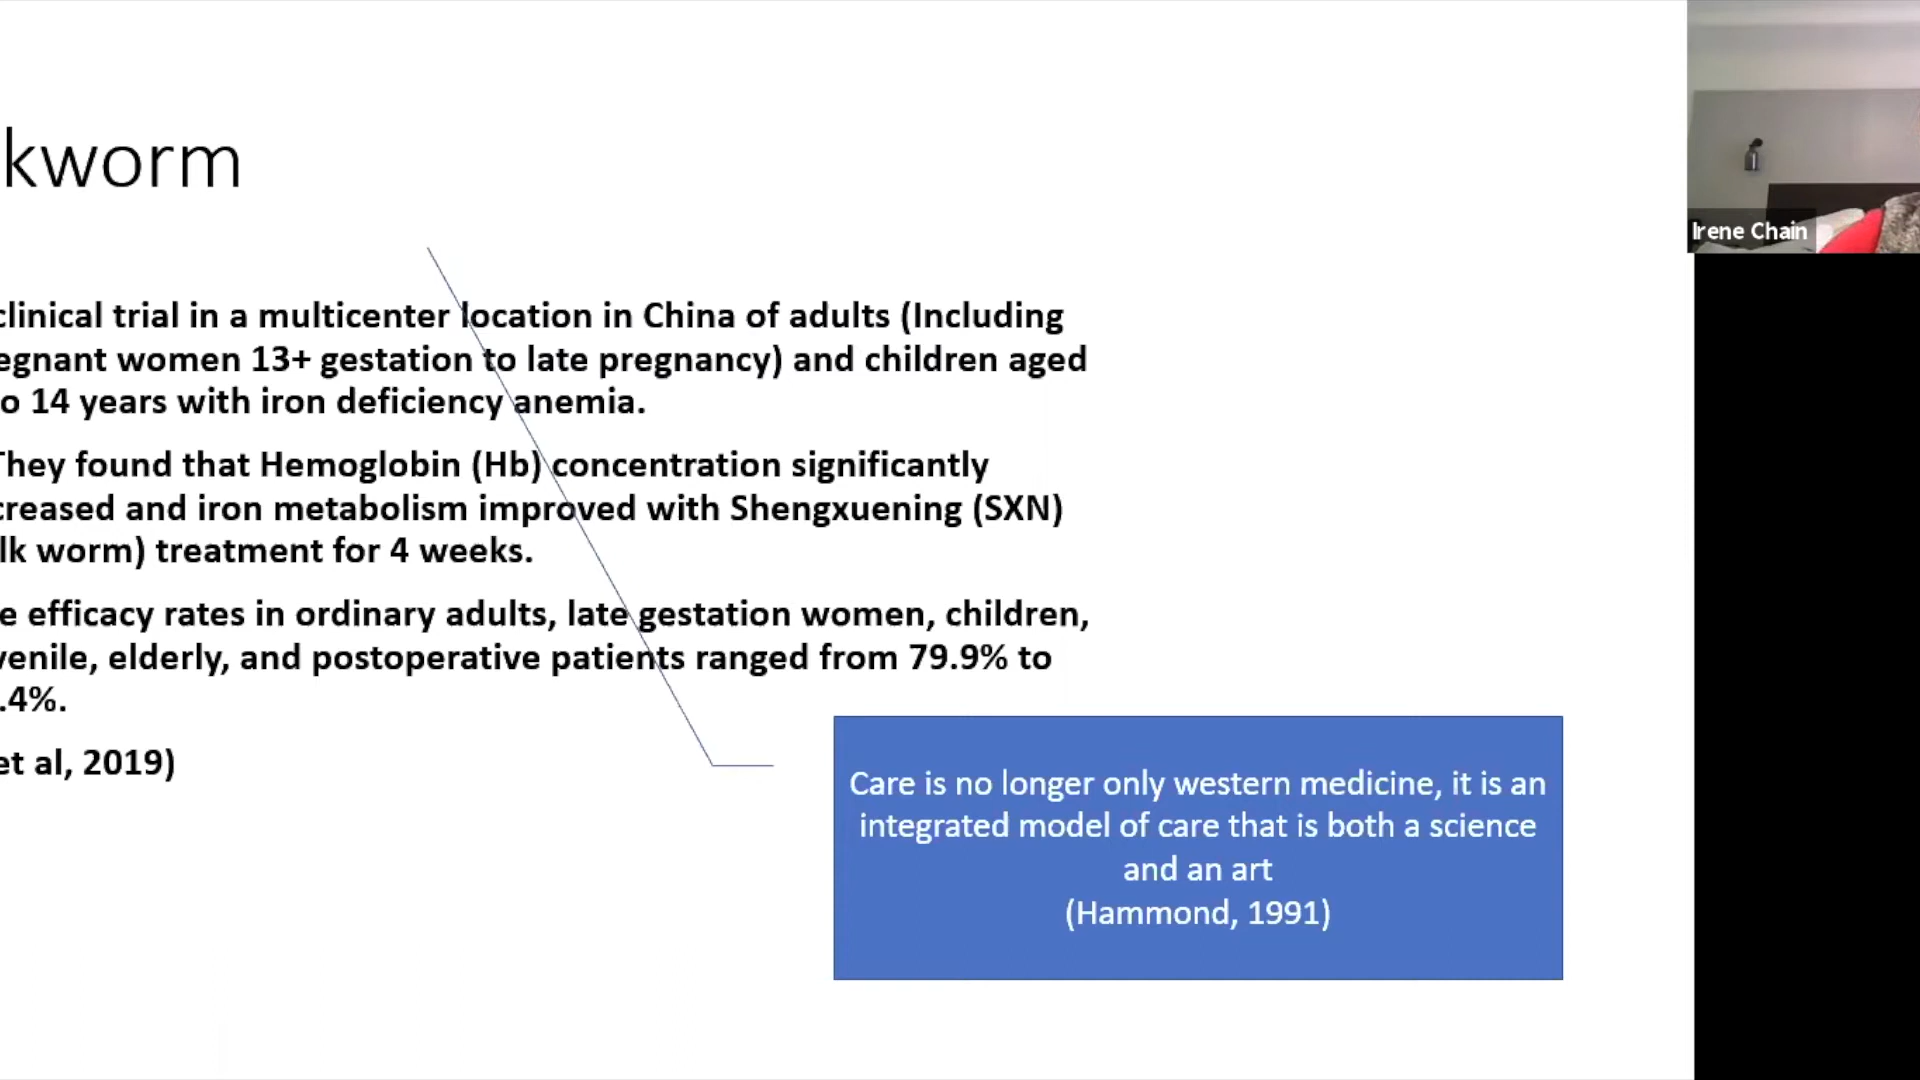 kworm
clinical trial in a multicenter location in China of adults (Including
egnant women 13+ gestation to late pregnancy) and children aged
o 14 years with iron deficiency anemia.
They found that Hemoglobin (Hb) concentration significantly
creased and iron metabolism improved with Shengxuening (SXN)
lk worm) treatment for 4 weeks.
e efficacy rates in ordinary adults, late gestation women, children,
venile, elderly, and postoperative patients ranged from 79.9% to
.4%.
et al, 2019)
Care is no longer only western medicine, it is an
integrated model of care that is both a science
and an art
(Hammond, 1991)
Irene Chain